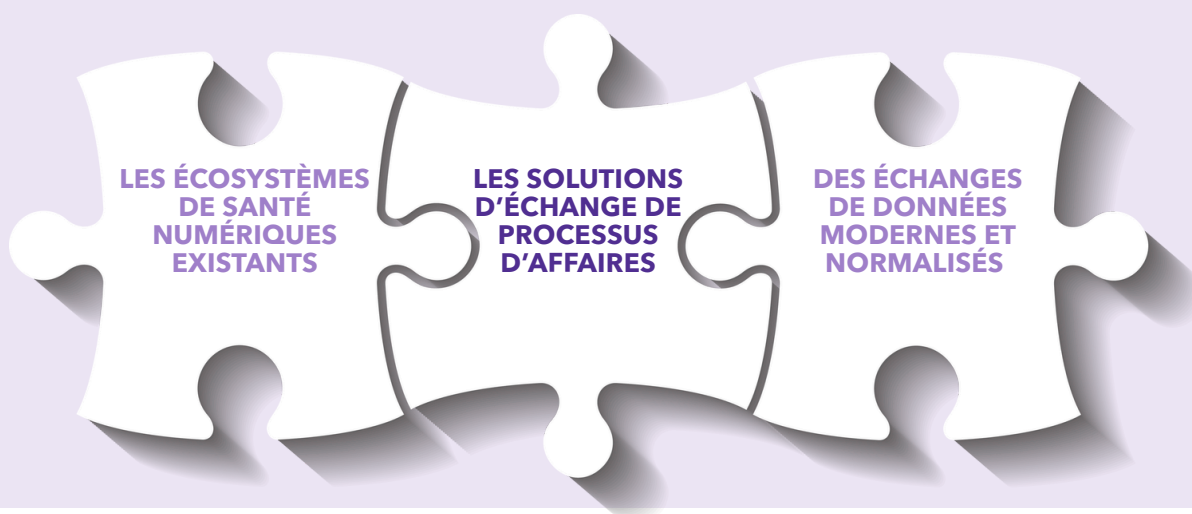 LES ÉCOSYSTÈMES
DE SANTÉ
NUMÉRIQUES
EXISTANTS
LES SOLUTIONS
D’ÉCHANGE DE
PROCESSUS
D’AFFAIRES
DES ÉCHANGES
DE DONNÉES
MODERNES ET
NORMALISÉS